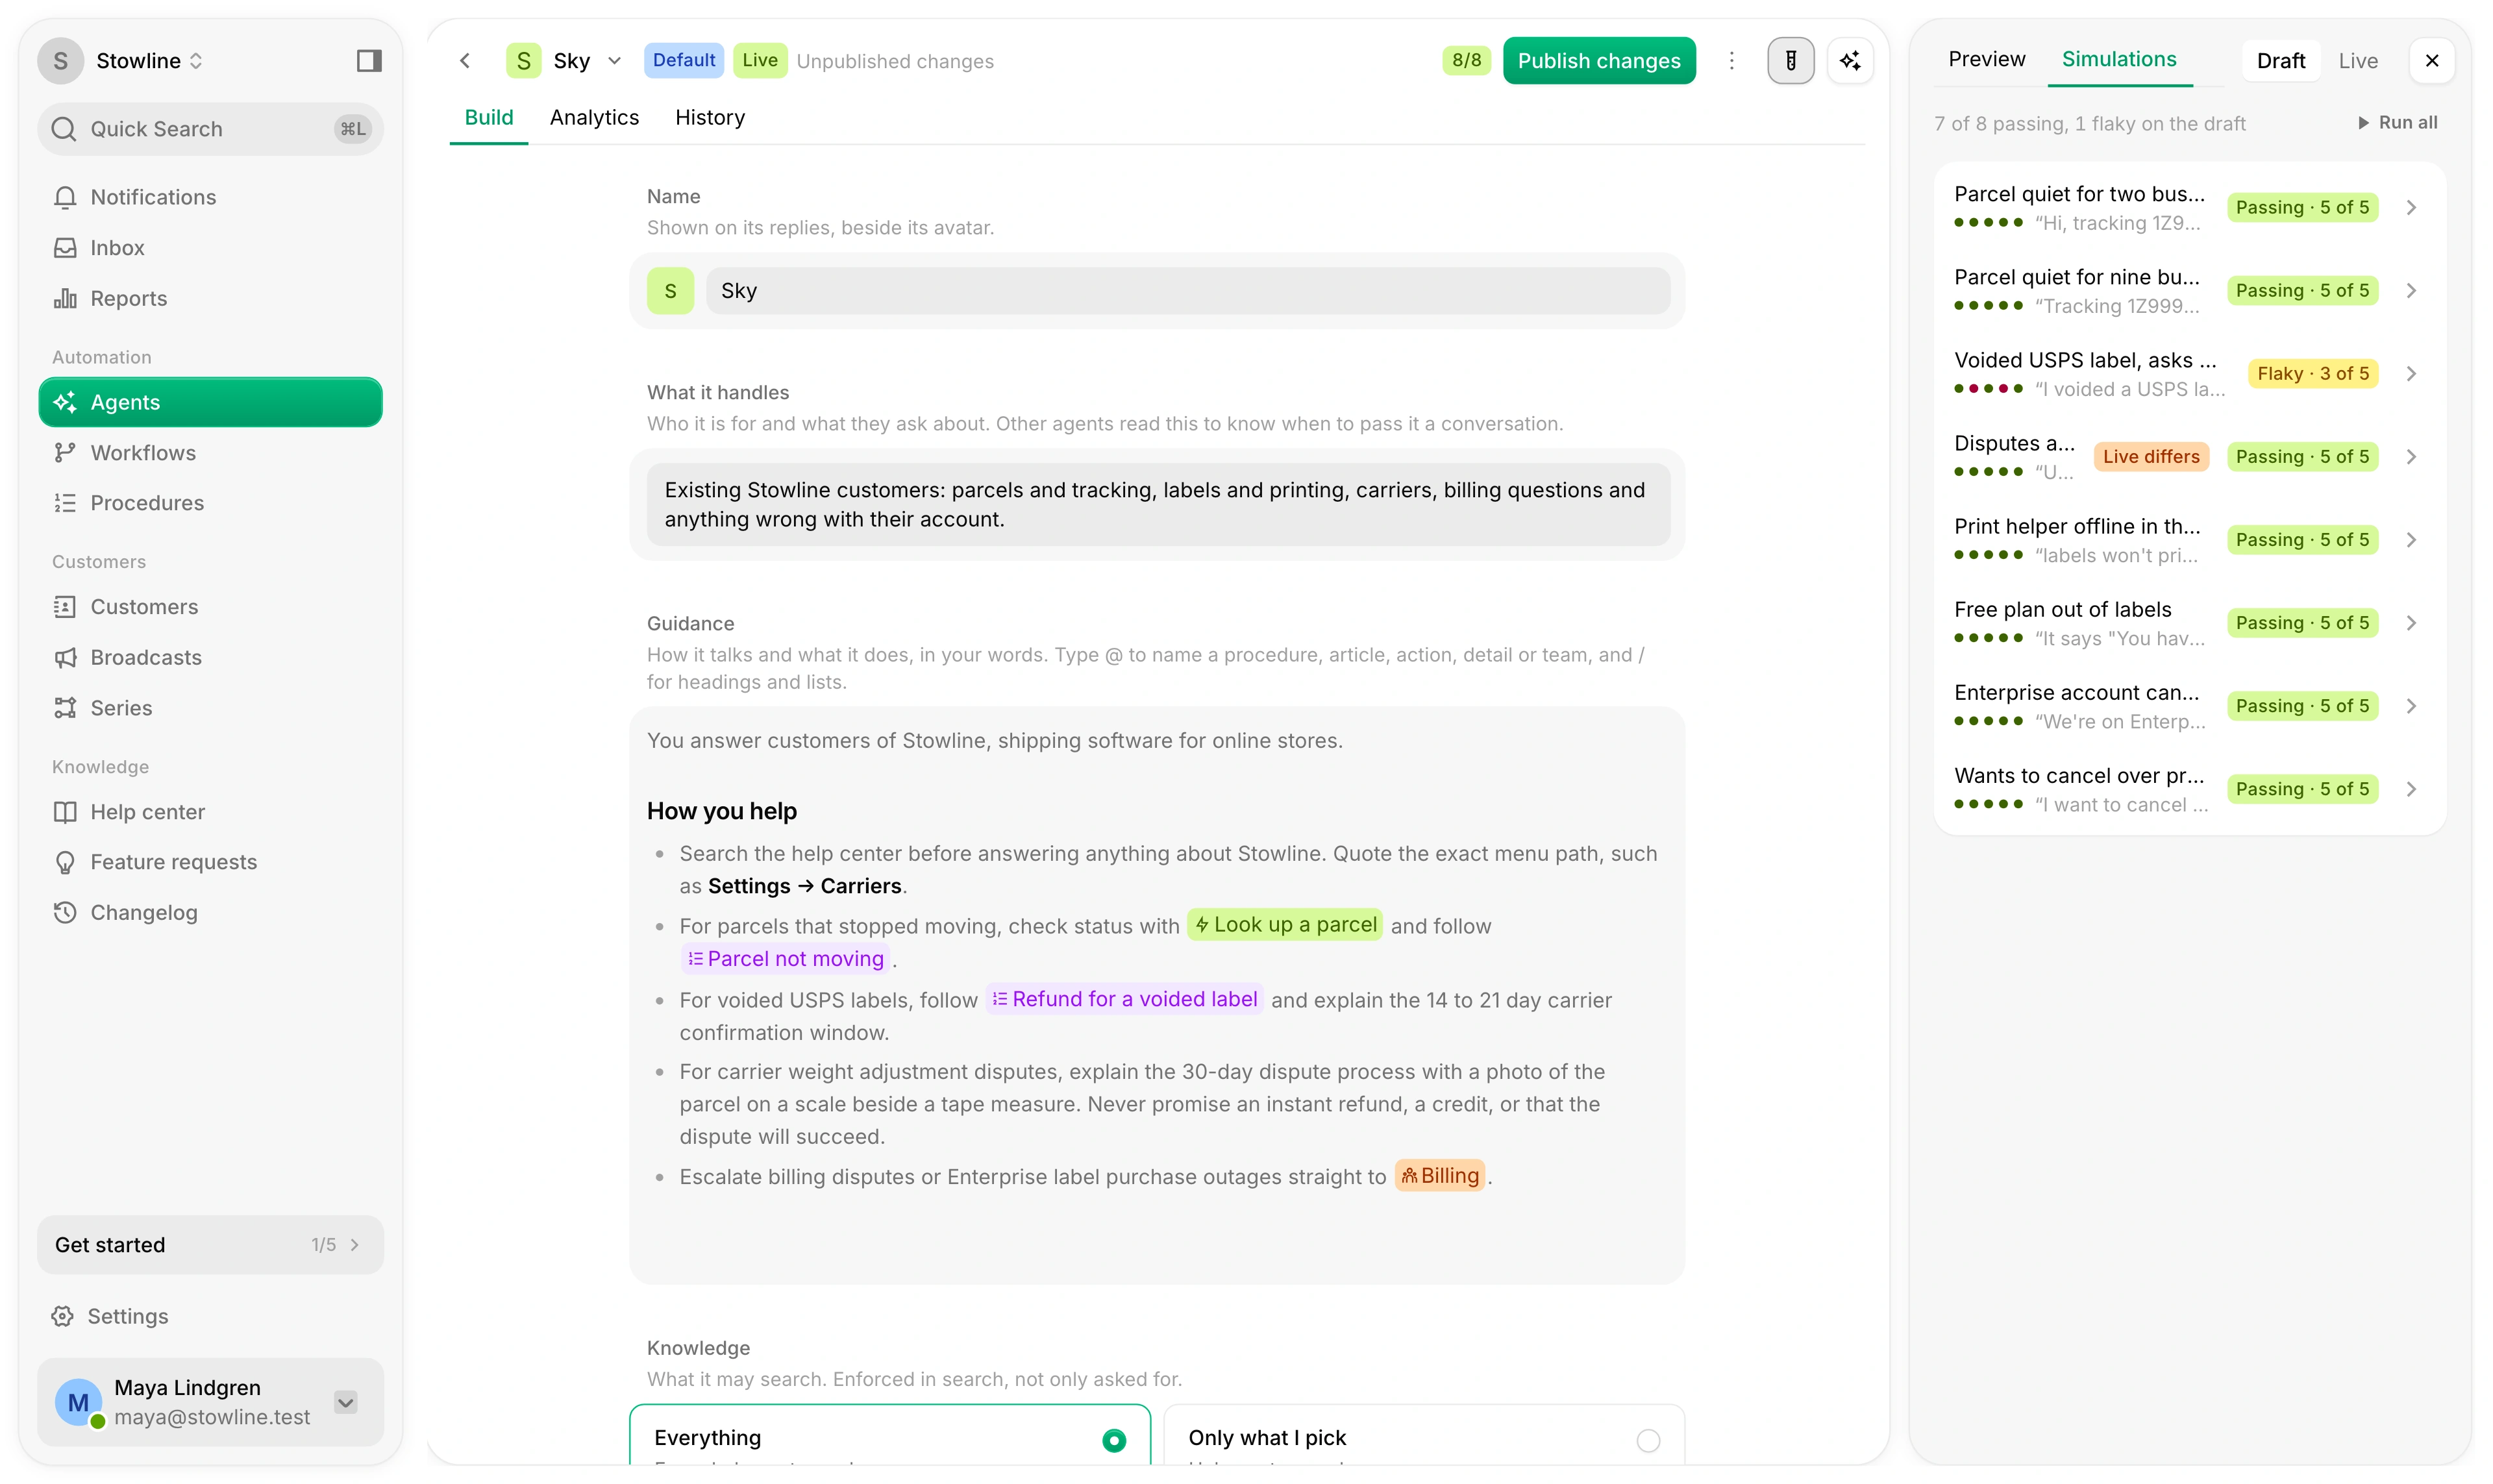 S Stowline
Quick Search ⌘L
Notifications
Inbox
Reports
Automation
Agents
Workflows
Procedures
Customers
Customers
Broadcasts
Series
Knowledge
Help center
Feature requests
Changelog
Get started 1/5
Settings
M
Maya Lindgren
maya@stowline.test
S Sky Default Live Unpublished changes 8/8 Publish changes
Build Analytics History
Name
Shown on its replies, beside its avatar.
S Sky
What it handles
Who it is for and what they ask about. Other agents read this to know when to pass it a conversation.
Existing Stowline customers: parcels and tracking, labels and printing, carriers, billing questions and
anything wrong with their account.
Guidance
How it talks and what it does, in your words. Type @ to name a procedure, article, action, detail or team, and /
for headings and lists.
You answer customers of Stowline, shipping software for online stores.
How you help
• Search the help center before answering anything about Stowline. Quote the exact menu path, such
as Settings → Carriers.
• For parcels that stopped moving, check status with Look up a parcel and follow
Parcel not moving .
• For voided USPS labels, follow Refund for a voided label and explain the 14 to 21 day carrier
confirmation window.
• For carrier weight adjustment disputes, explain the 30-day dispute process with a photo of the
parcel on a scale beside a tape measure. Never promise an instant refund, a credit, or that the
dispute will succeed.
• Escalate billing disputes or Enterprise label purchase outages straight to Billing .
Knowledge
What it may search. Enforced in search, not only asked for.
Everything
Only what I pick
Preview Simulations Draft Live
7 of 8 passing, 1 flaky on the draft Run all
Parcel quiet for two bus... Passing · 5 of 5
“Hi, tracking 1Z9...
Parcel quiet for nine bu... Passing · 5 of 5
“Tracking 1Z999...
Voided USPS label, asks ... Flaky · 3 of 5
“I voided a USPS la...
Disputes a... Live differs Passing · 5 of 5
“U...
Print helper offline in th... Passing · 5 of 5
“labels won't pri...
Free plan out of labels Passing · 5 of 5
“It says "You hav...
Enterprise account can... Passing · 5 of 5
“We're on Enterp...
Wants to cancel over pr... Passing · 5 of 5
“I want to cancel ...